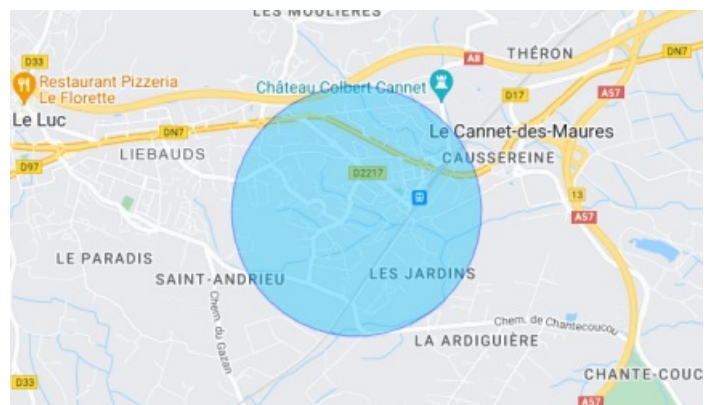 LES MOULIÈRES
D33
A8
THÉRON
DN7
Restaurant Pizzeria
Le Florette
Château Colbert Cannet
D17
A57
Le Luc
DN7
Le Cannet-des-Maures
LIEBAUDS
CAUSSEREINE
D97
D2217
13
A57
LE PARADIS
SAINT-ANDRIEU
LES JARDINS
Chem. du Gazan
Chem. de Chantecoucou
LA ARDIGUIÈRE
D33
CHANTE-COUC
A57